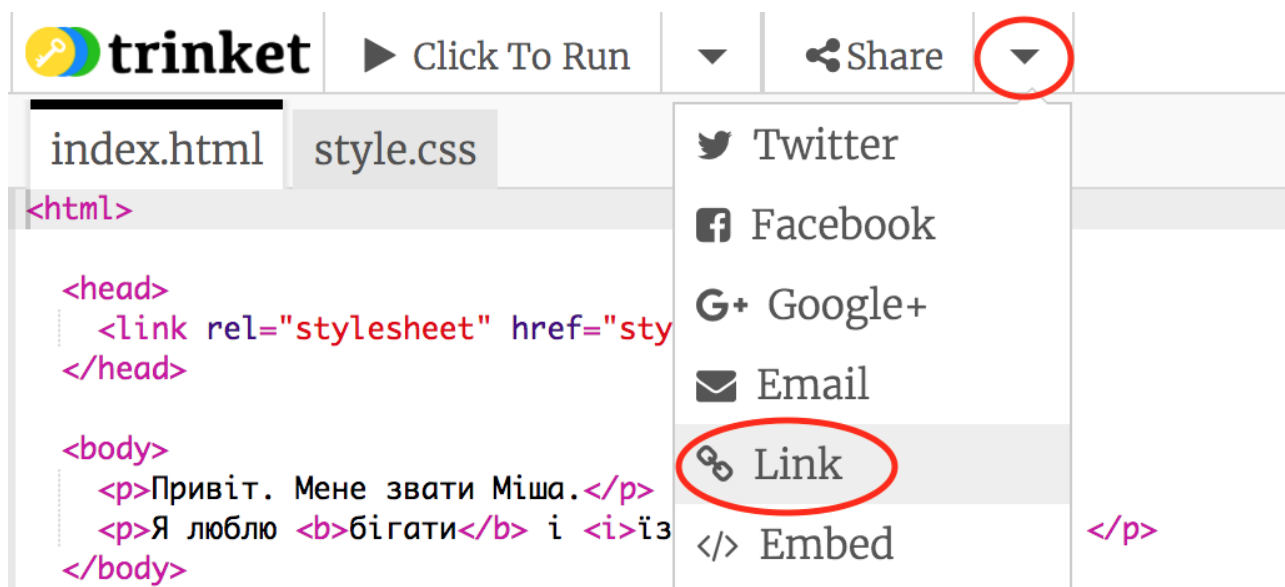 trinket Click To Run Share
index.html style.css
Twitter
Facebook
G+ Google+
Email
Link
</> Embed
<html>
<head>
<link rel="stylesheet" href="sty
</head>
<body>
<p>Привіт. Мене звати Міша.</p>
<p>Я люблю <b>бігати</b> і <i>їз </p>
</body>